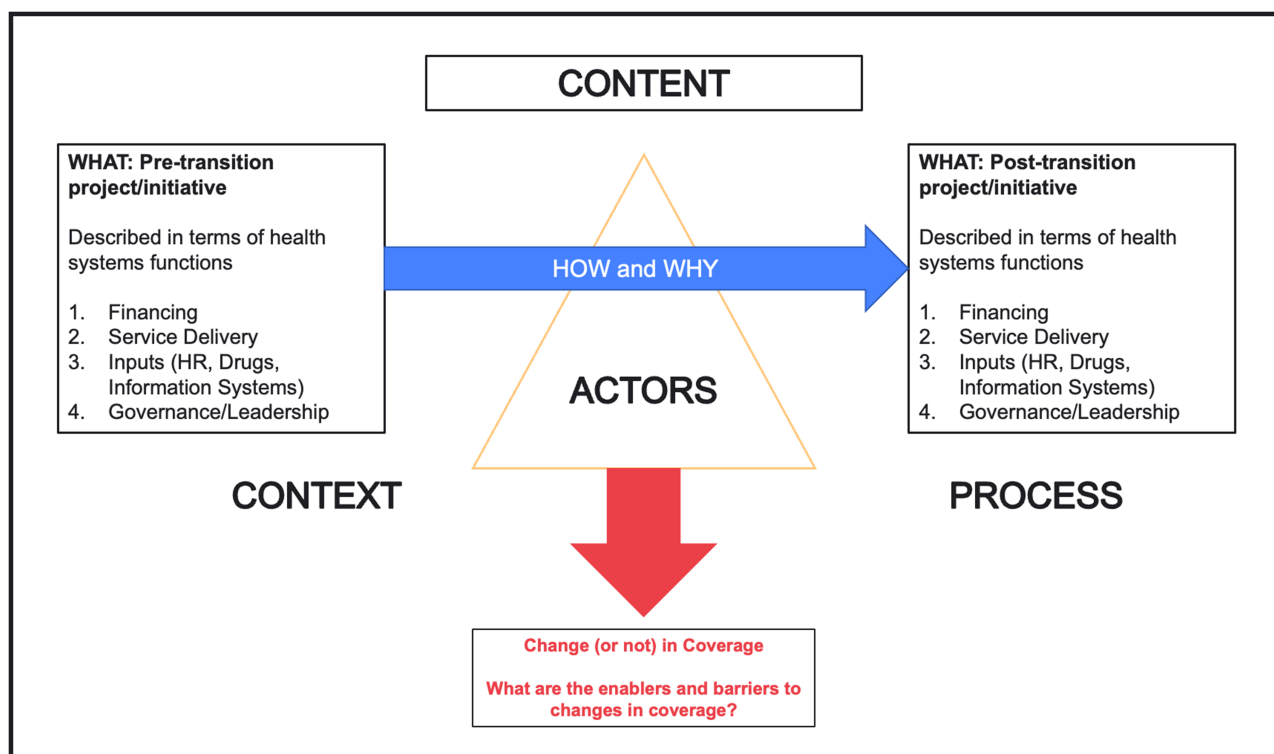 CONTENT
WHAT: Pre-transition
project/initiative
Described in terms of health
systems functions
1. Financing
2. Service Delivery
3. Inputs (HR, Drugs,
Information Systems)
4. Governance/Leadership
HOW and WHY
WHAT: Post-transition
project/initiative
Described in terms of health
systems functions
1. Financing
2. Service Delivery
3. Inputs (HR, Drugs,
Information Systems)
4. Governance/Leadership
ACTORS
CONTEXT
PROCESS
Change (or not) in Coverage
What are the enablers and barriers to
changes in coverage?